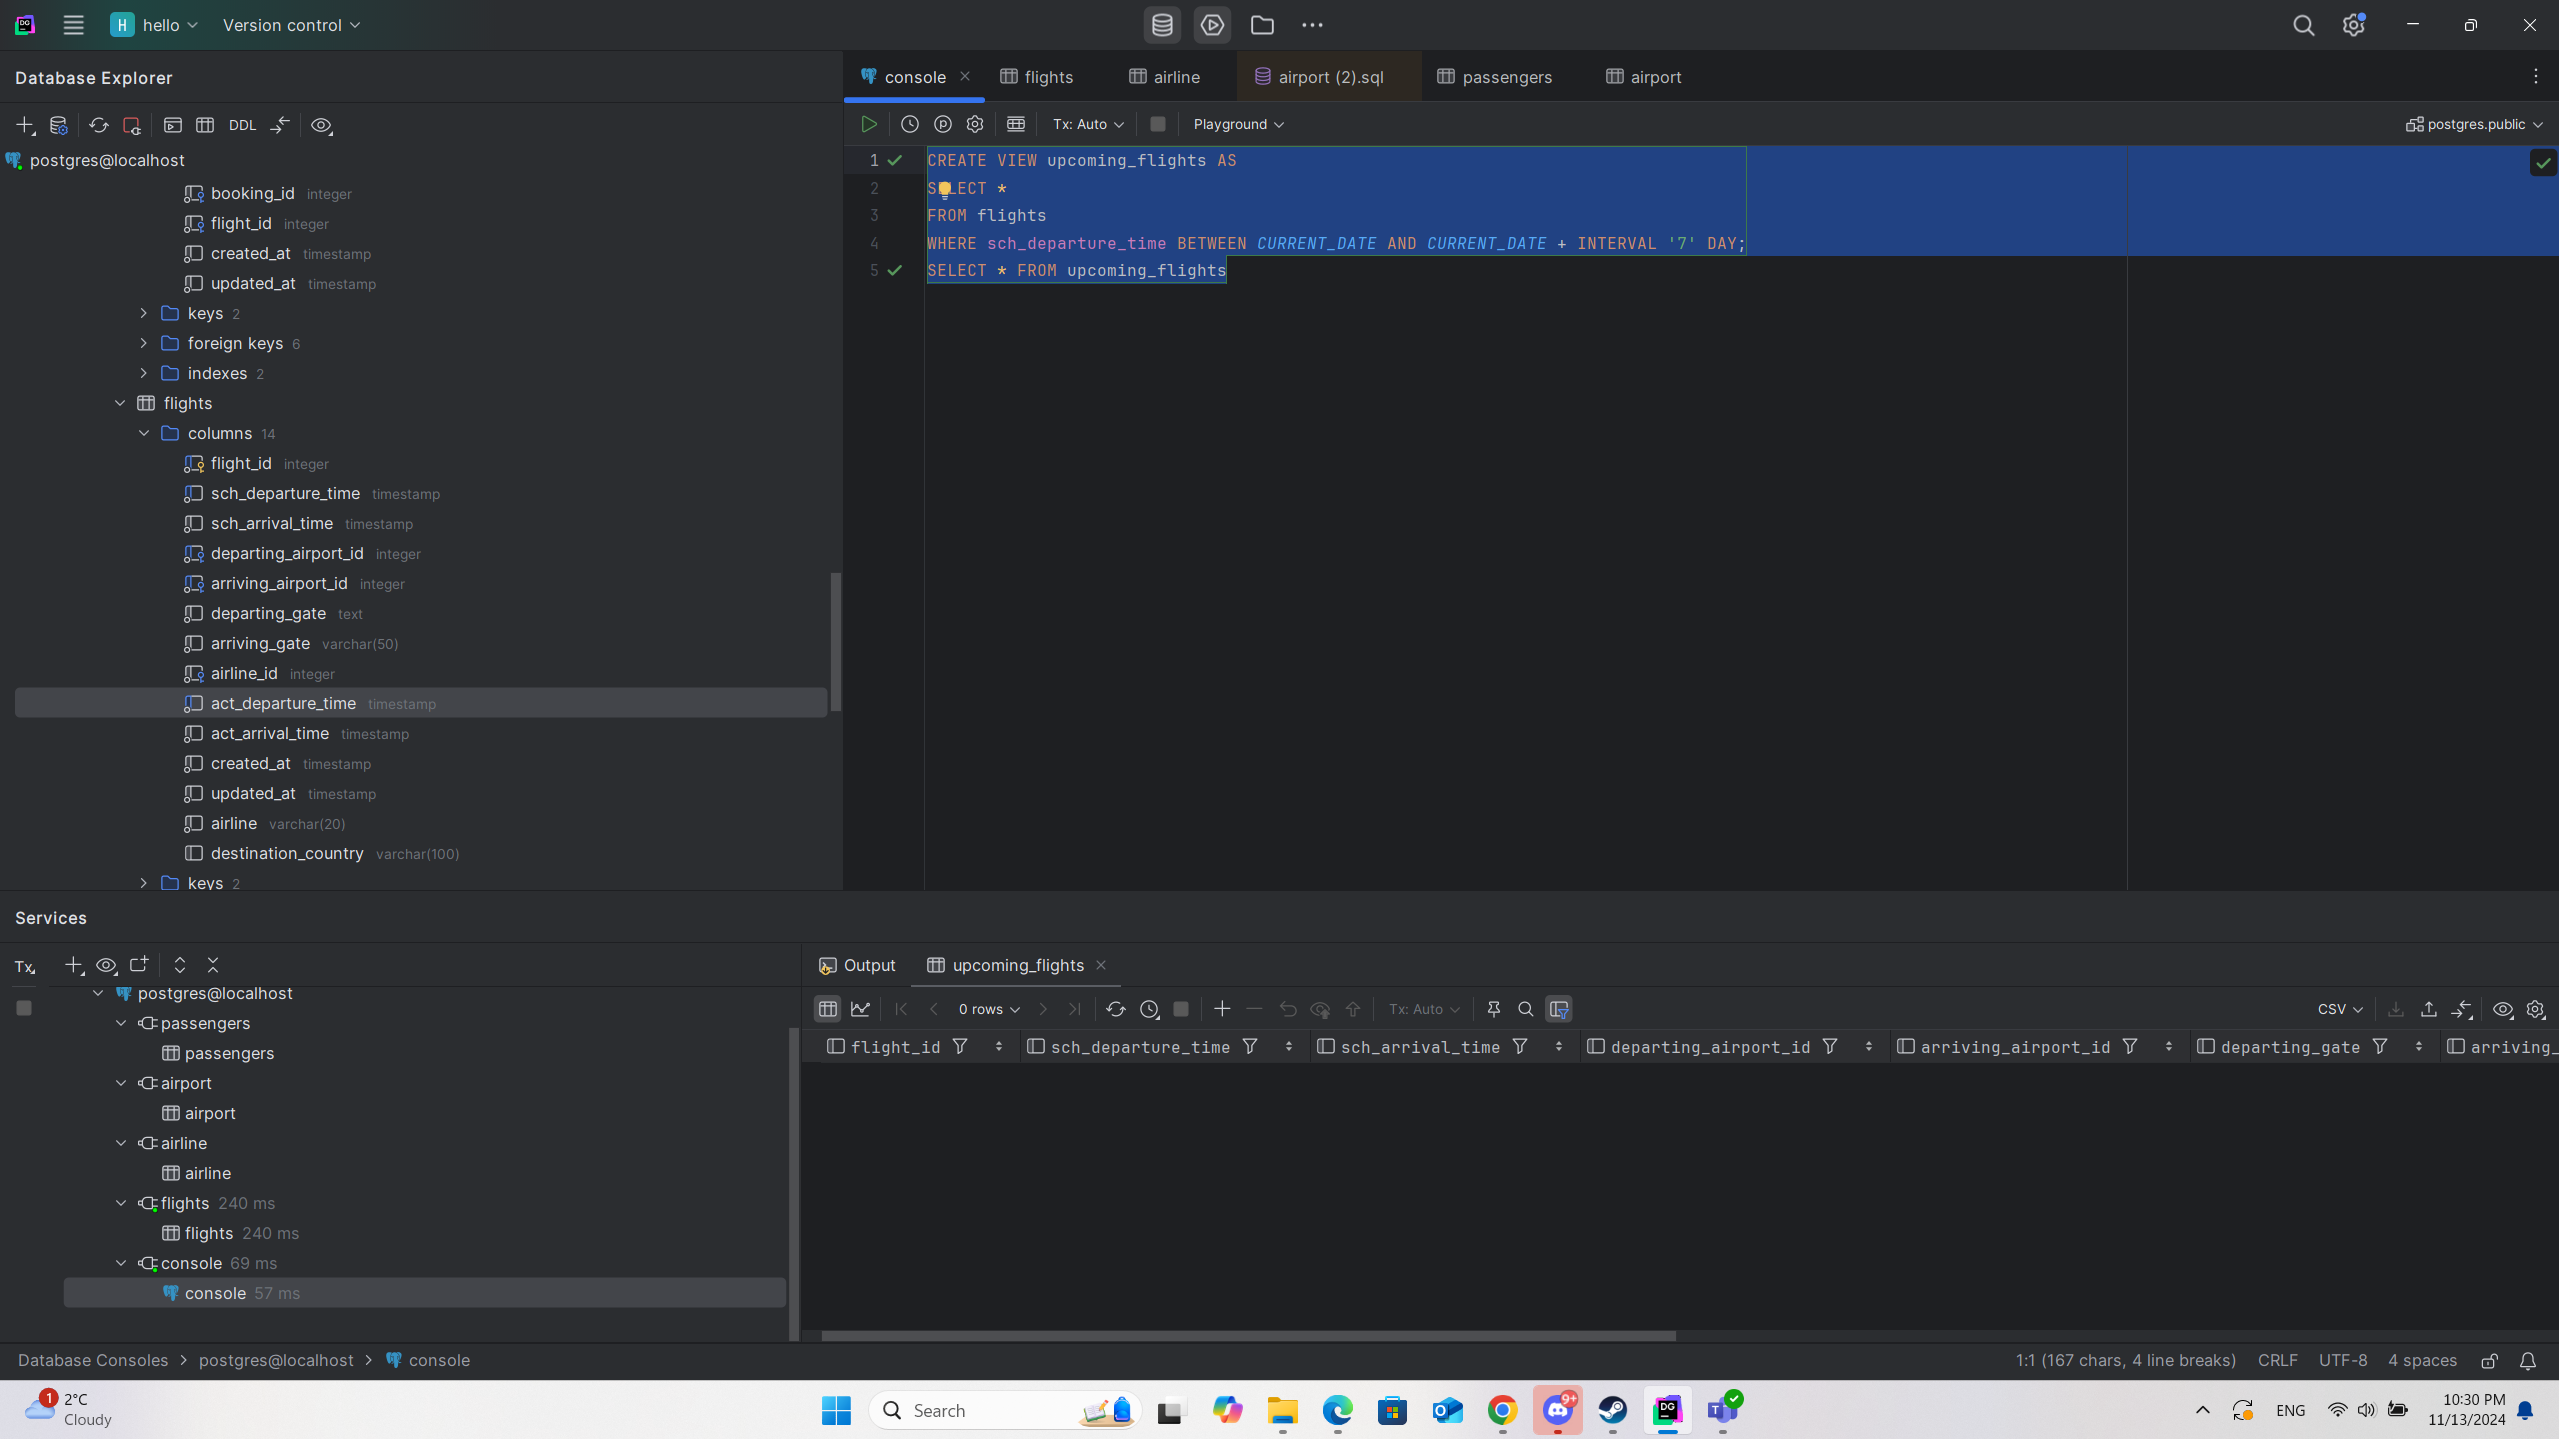 H hello
Version control
Database Explorer
DDL
postgres@localhost
booking_id integer
flight_id integer
created_at timestamp
updated_at timestamp
keys 2
foreign keys 6
indexes 2
flights
columns 14
flight_id integer
sch_departure_time timestamp
sch_arrival_time timestamp
departing_airport_id integer
arriving_airport_id integer
departing_gate text
arriving_gate varchar(50)
airline_id integer
act_departure_time timestamp
act_arrival_time timestamp
created_at timestamp
updated_at timestamp
airline varchar(20)
destination_country varchar(100)
keys 2
console flights airline airport (2).sql passengers airport
Tx: Auto Playground postgres.public
1 CREATE VIEW upcoming_flights AS
2 SELECT *
3 FROM flights
4 WHERE sch_departure_time BETWEEN CURRENT_DATE AND CURRENT_DATE + INTERVAL '7' DAY;
5 SELECT * FROM upcoming_flights
Services
Tx
postgres@localhost
passengers
passengers
airport
airport
airline
airline
flights 240 ms
flights 240 ms
console 69 ms
console 57 ms
Output upcoming_flights
0 rows Tx: Auto CSV
flight_id sch_departure_time sch_arrival_time departing_airport_id arriving_airport_id departing_gate arriving_
Database Consoles > postgres@localhost > console
1:1 (167 chars, 4 line breaks) CRLF UTF-8 4 spaces
1 2°C
Cloudy
Search
9+
DG
ENG
10:30 PM
11/13/2024